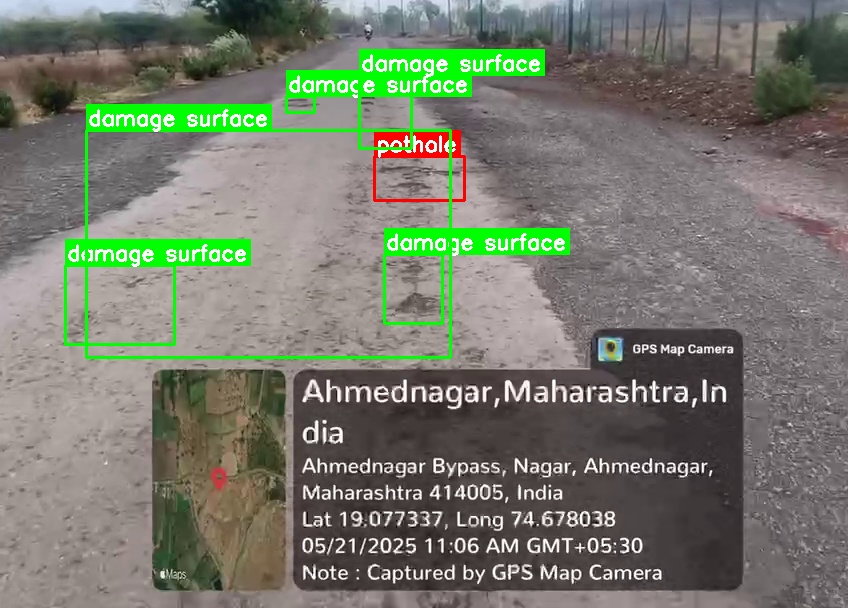 damage surface
damage surface
damage surface
pothole
damage surface
damage surface
GPS Map Camera
Ahmednagar,Maharashtra,In
dia
Ahmednagar Bypass, Nagar, Ahmednagar,
Maharashtra 414005, India
Lat 19.077337, Long 74.678038
05/21/2025 11:06 AM GMT+05:30
Note : Captured by GPS Map Camera
Maps